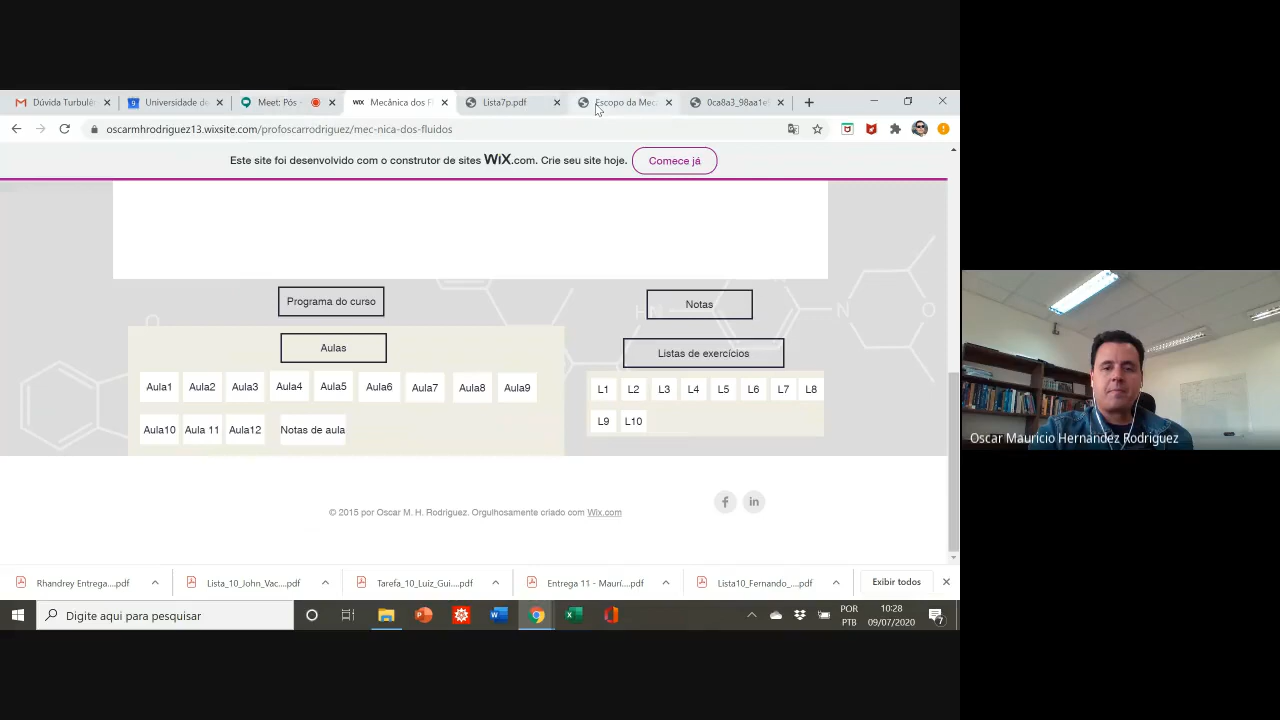 Dúvida Turbulê
Universidade de
Meet: Pós -
WiX Mecânica dos F
Lista7p.pdf
Escopo da Mec
0ca8a3_98aa1e
oscarmhrodriguez13.wixsite.com/profoscarrodriguez/mec-nica-dos-fluidos
Este site foi desenvolvido com o construtor de sites WiX.com. Crie seu site hoje.
Comece já
Programa do curso
Notas
Aulas
Listas de exercícios
Aula1 Aula2 Aula3 Aula4 Aula5 Aula6 Aula7 Aula8 Aula9
L1 L2 L3 L4 L5 L6 L7 L8
Aula10 Aula 11 Aula12 Notas de aula
L9 L10
HN N O
O
© 2015 por Oscar M. H. Rodriguez. Orgulhosamente criado com Wix.com
f in
Oscar Mauricio Hernandez Rodriguez
Rhandrey Entrega....pdf
Lista_10_John_Vac....pdf
Tarefa_10_Luiz_Gui....pdf
Entrega 11 - Maurí....pdf
Lista10_Fernando_....pdf
Exibir todos
Digite aqui para pesquisar
POR
PTB
10:28
09/07/2020
7